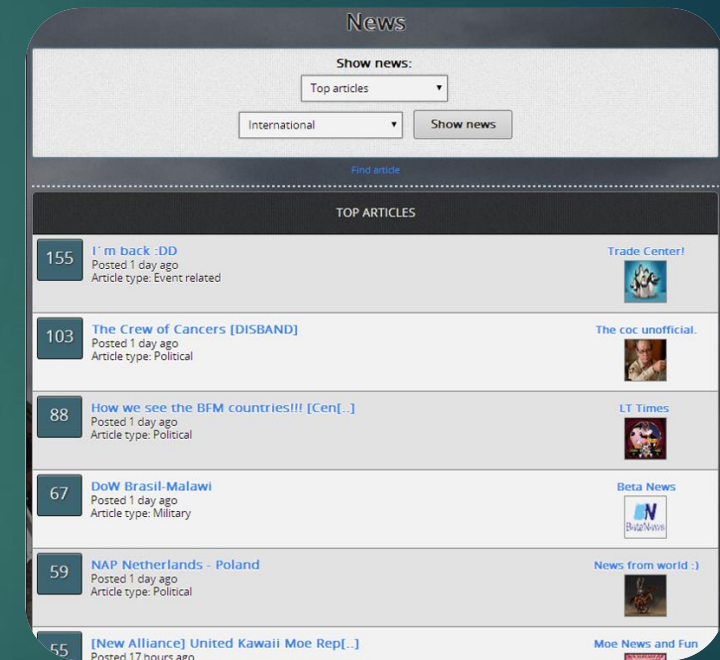 News
Show news:
Top articles
International
Show news
Find article
TOP ARTICLES
155
I`m back :DD
Posted 1 day ago
Article type: Event related
Trade Center!
103
The Crew of Cancers [DISBAND]
Posted 1 day ago
Article type: Political
The coc unofficial.
88
How we see the BFM countries!!! [Cen[..]
Posted 1 day ago
Article type: Political
LT Times
67
DoW Brasil-Malawi
Posted 1 day ago
Article type: Military
Beta News
BN
BetaNews
59
NAP Netherlands - Poland
Posted 1 day ago
Article type: Political
News from world :)
55
[New Alliance] United Kawaii Moe Rep[..]
Posted 17 hours ago
Moe News and Fun